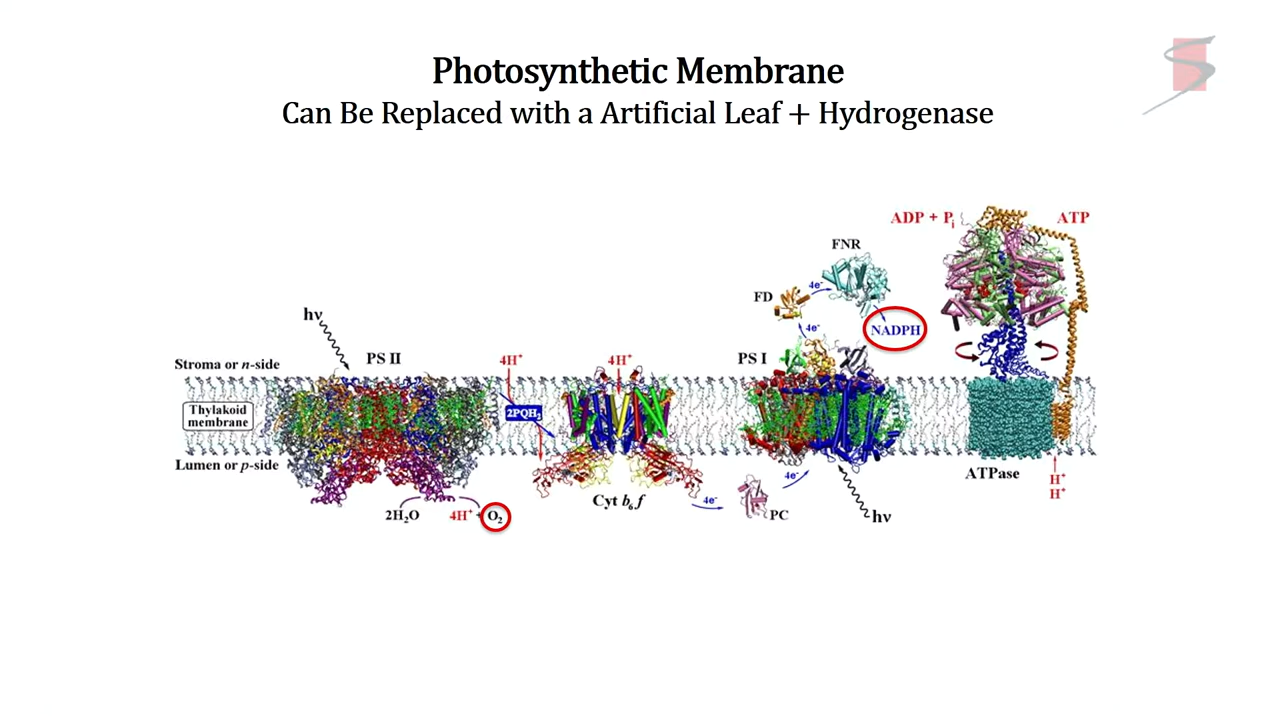 Photosynthetic Membrane
Can Be Replaced with a Artificial Leaf + Hydrogenase
ADP + Pi
ATP
FNR
FD
4e-
4e-
NADPH
hν
PS II
4H+
4H+
PS I
Stroma or n-side
Thylakoid
membrane
2PQH2
Lumen or p-side
ATPase
Cyt b6f
4e-
4e-
PC
H+
H+
2H2O
4H+ + O2
hν